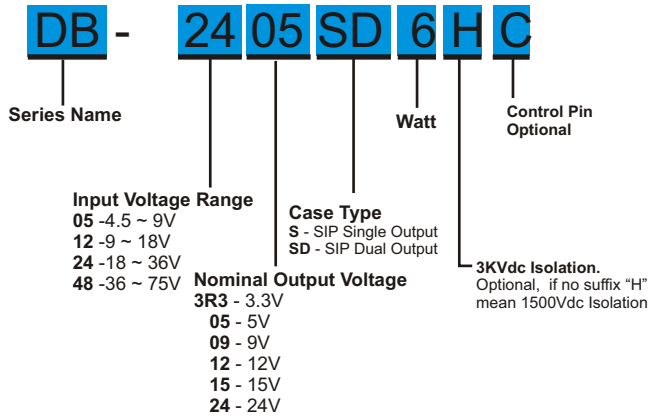 DB - 24 05 SD 6 H C
Series Name
Watt
Control Pin
Optional
Input Voltage Range
05 -4.5 ~ 9V
12 -9 ~ 18V
24 -18 ~ 36V
48 -36 ~ 75V
Case Type
S - SIP Single Output
SD - SIP Dual Output
Nominal Output Voltage
3R3 - 3.3V
05 - 5V
09 - 9V
12 - 12V
15 - 15V
24 - 24V
3KVdc Isolation.
Optional, if no suffix “H”
mean 1500Vdc Isolation